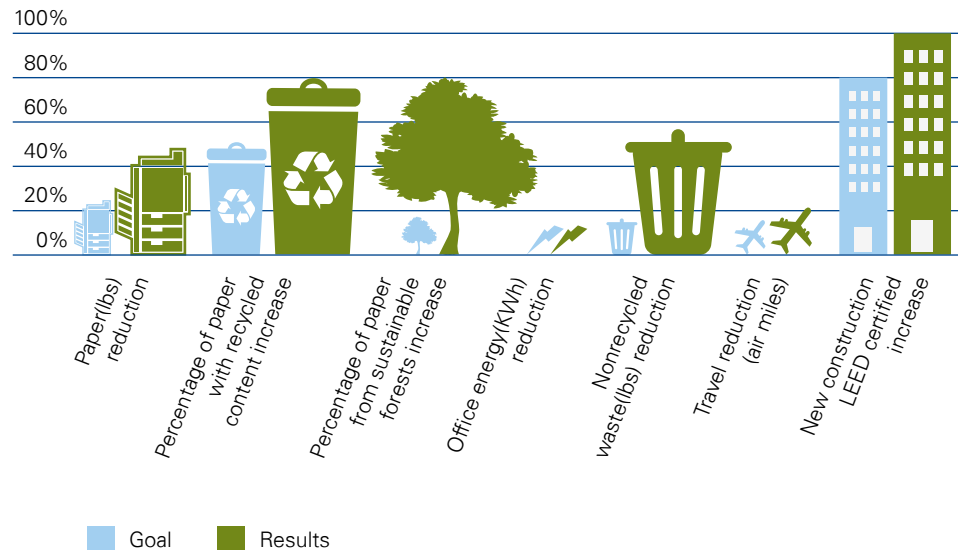 100%
80%
60%
40%
20%
0%
Paper(lbs)
reduction
Percentage of paper
with recycled
content increase
Percentage of paper
from sustainable
forests increase
Office energy(KWh)
reduction
Nonrecycled
waste(lbs) reduction
Travel reduction
(air miles)
New construction
LEED certified
increase
Goal
Results